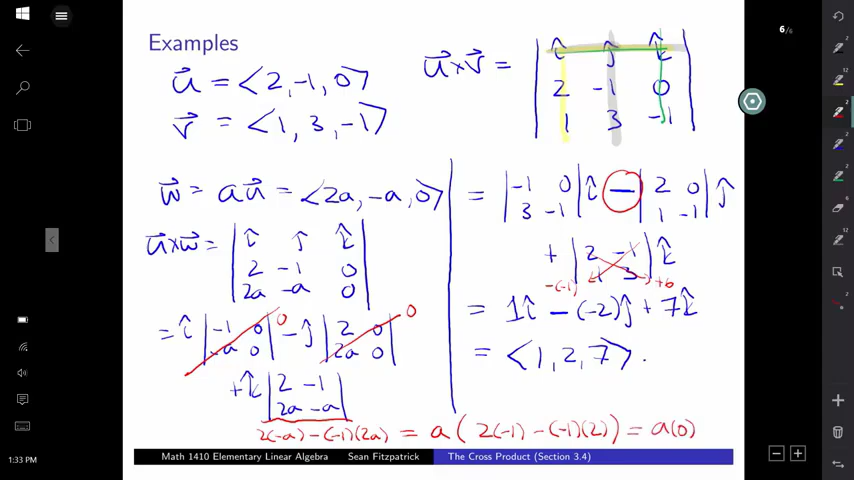 6/6
Examples
u⃗ = <2, -1, 0>
v⃗ = <1, 3, -1>
u⃗×v⃗ = | î ĵ k̂ |
| 2 -1 0 |
| 1 3 -1 |
= | -1 0 | î − | 2 0 | ĵ
| 3 -1 | | 1 -1 |
+ | 2 -1 | k̂
| 1 3 |
-(-1) +6
= 1î − (-2)ĵ + 7k̂
= <1, 2, 7>.
w⃗ = au⃗ = <2a, -a, 0>
u⃗×w⃗ = | î ĵ k̂ |
| 2 -1 0 |
| 2a -a 0 |
= î | -1 0 | 0 − ĵ | 2 0 | 0
| -a 0 | | 2a 0 |
+ k̂ | 2 -1 |
| 2a -a |
2(-a) − (-1)(2a) = a( 2(-1) − (-1)(2) ) = a(0)
Math 1410 Elementary Linear Algebra Sean Fitzpatrick The Cross Product (Section 3.4)
1:33 PM